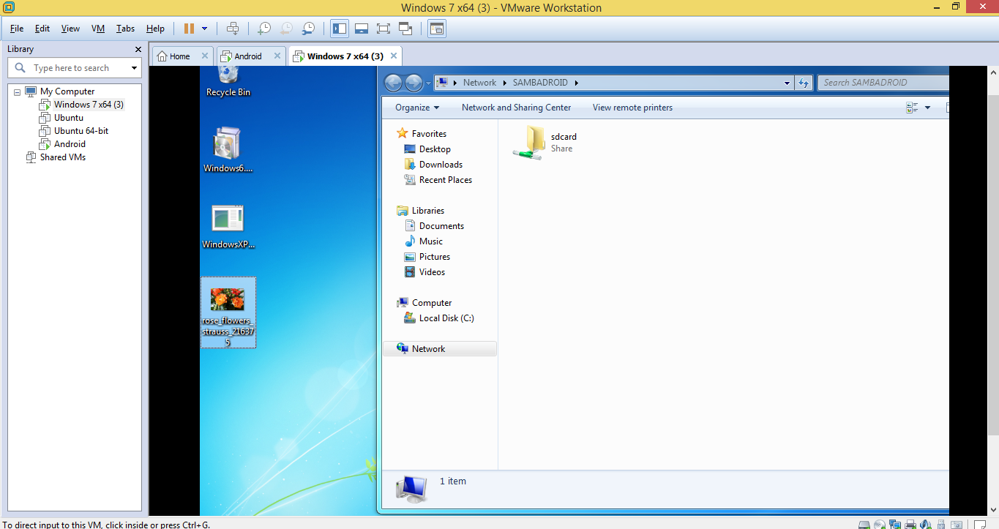 Windows 7 x64 (3) - VMware Workstation
File Edit View VM Tabs Help
Library
Type here to search
My Computer
Windows 7 x64 (3)
Ubuntu
Ubuntu 64-bit
Android
Shared VMs
Home
Android
Windows 7 x64 (3)
Recycle Bin
Windows6....
WindowsXP...
rose_flowers_
strauss_21637
5
Network SAMBADROID
Search SAMBADROID
Organize Network and Sharing Center View remote printers
Favorites
Desktop
Downloads
Recent Places
Libraries
Documents
Music
Pictures
Videos
Computer
Local Disk (C:)
Network
sdcard
Share
1 item
To direct input to this VM, click inside or press Ctrl+G.